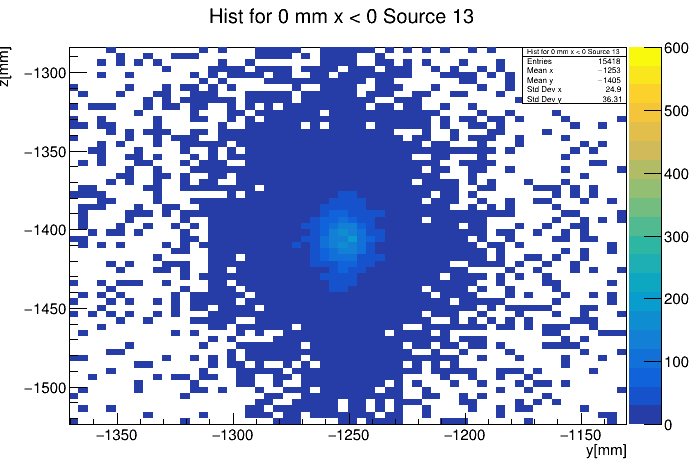 Hist for 0 mm x < 0 Source 13
z[mm]
Hist for 0 mm x < 0 Source 13
Entries 15418
Mean x −1253
Mean y −1405
Std Dev x 24.9
Std Dev y 36.31
−1300
−1350
−1400
−1450
−1500
−1350 −1300 −1250 −1200 −1150
y[mm]
600
500
400
300
200
100
0